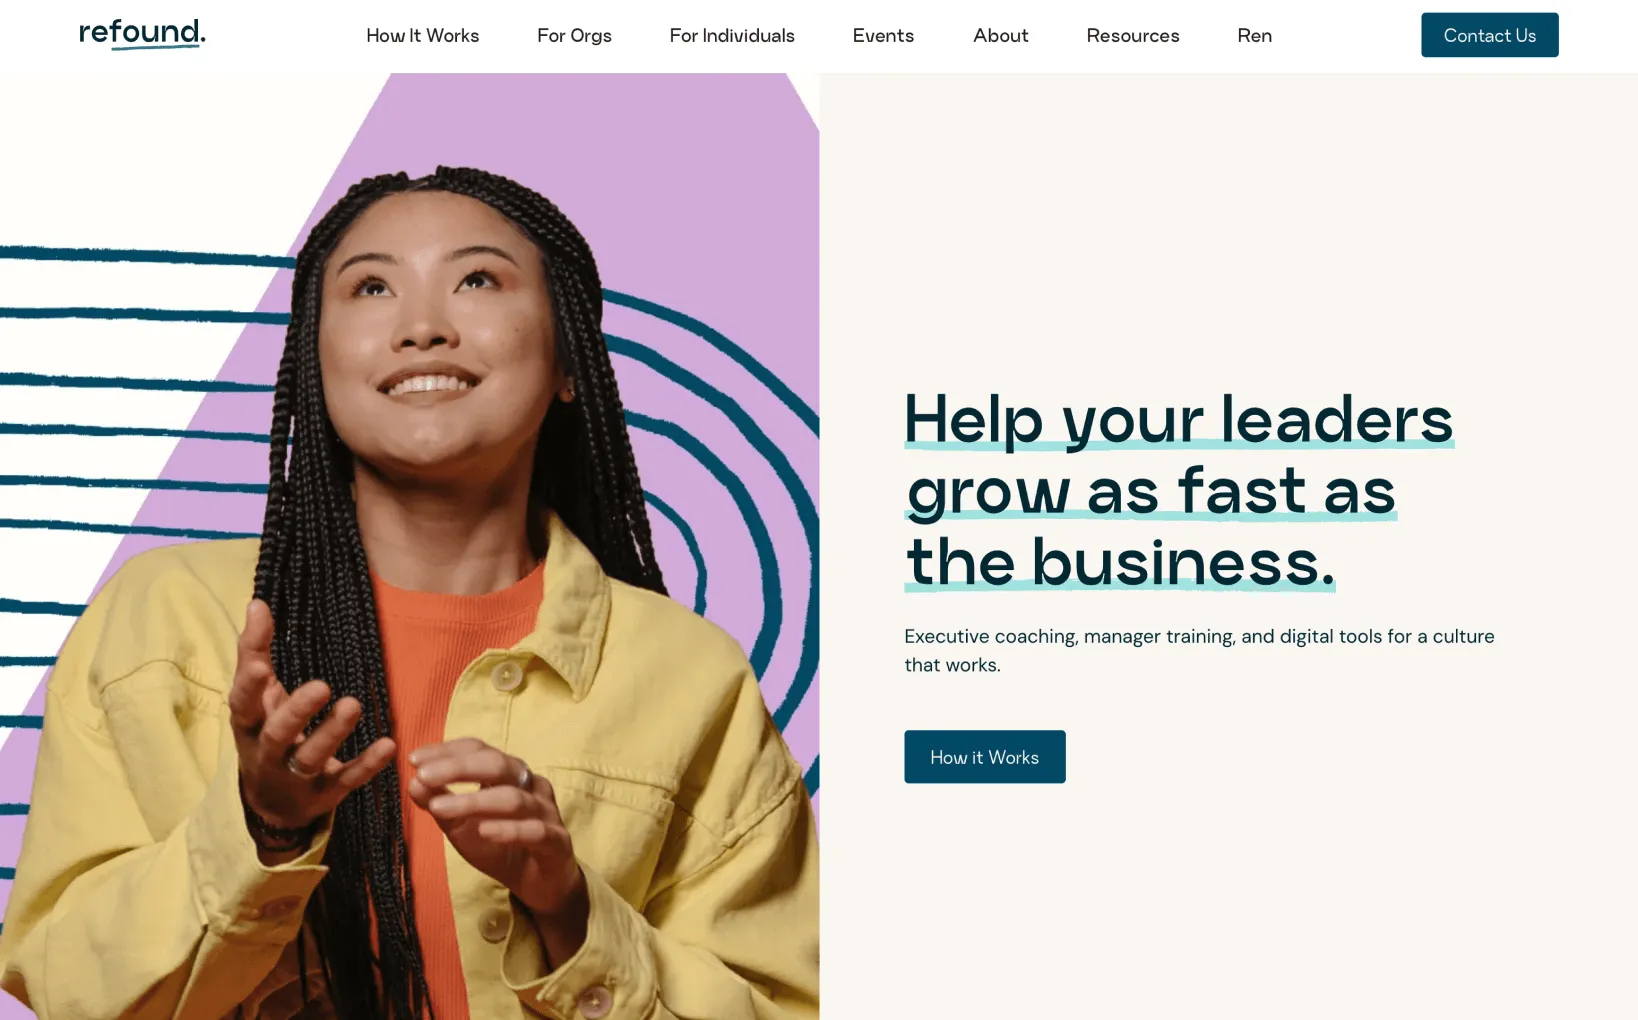 refound.
How It Works
For Orgs
For Individuals
Events
About
Resources
Ren
Contact Us
Help your leaders
grow as fast as
the business.
Executive coaching, manager training, and digital tools for a culture
that works.
How it Works